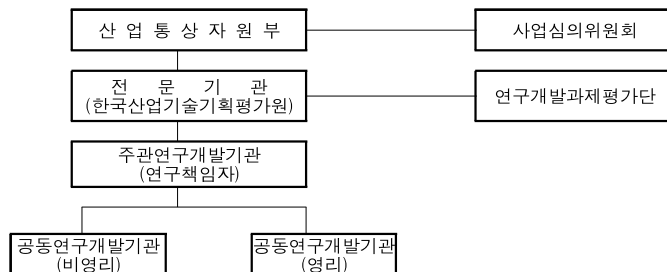 산 업 통 상 자 원 부
사업심의위원회
전 문 기 관
(한국산업기술기획평가원)
연구개발과제평가단
주관연구개발기관
(연구책임자)
공동연구개발기관
(비영리)
공동연구개발기관
(영리)